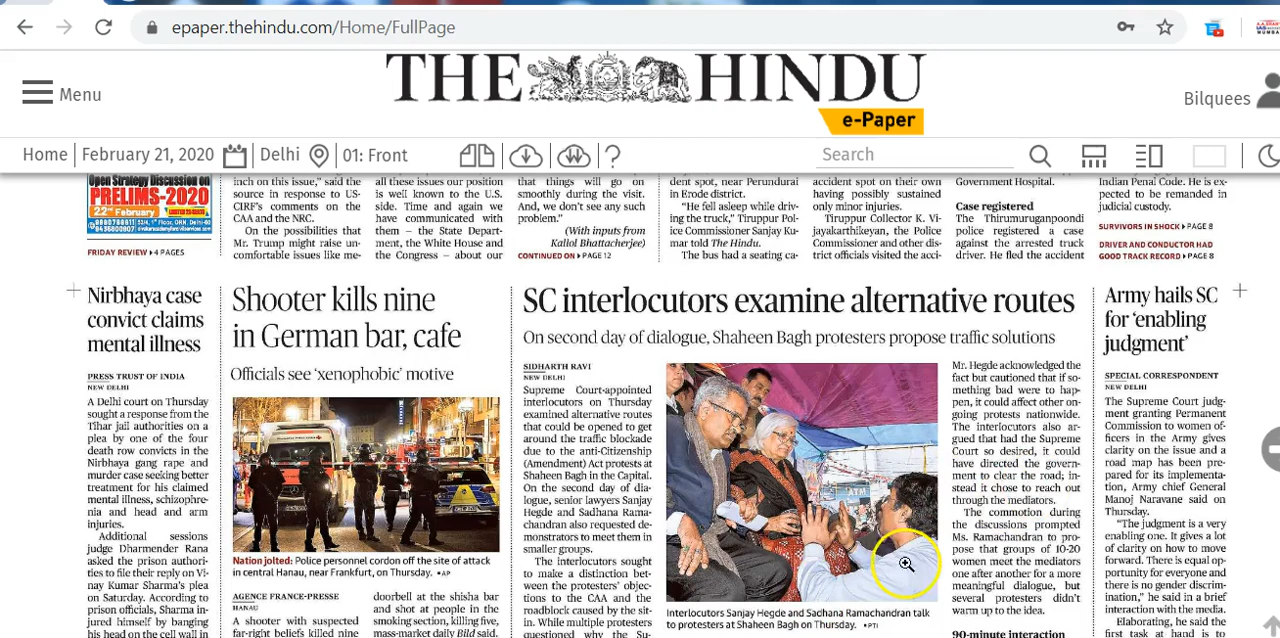 epaper.thehindu.com/Home/FullPage
THE HINDU
e-Paper
Menu
Bilquees
Home
February 21, 2020
Delhi
01: Front
?
Search
Open Strategy Discussion on
PRELIMS-2020
22nd February
FRIDAY REVIEW ▸ 4 PAGES
inch on this issue," said the
source in response to US-
CIRF's comments on the
CAA and the NRC.
On the possibilities that
Mr. Trump might raise un-
comfortable issues like me-
all these issues our position
is well known to the U.S.
side. Time and again we
have communicated with
them – the State Depart-
ment, the White House and
the Congress – about our
that things will go on
smoothly during the visit.
And, we don't see any such
problem."
(With inputs from
Kallol Bhattacherjee)
CONTINUED ON ▸ PAGE 12
dent spot, near Perundurai
in Erode district.
"He fell asleep while driv-
ing the truck," Tiruppur Pol-
ice Commissioner Sanjay Ku-
mar told The Hindu.
The bus had a seating ca-
accident spot on their own
having possibly sustained
only minor injuries.
Tiruppur Collector K. Vi-
jayakarthikeyan, the Police
Commissioner and other dis-
trict officials visited the acci-
Government Hospital.
Case registered
The Thirumurugampoondi
police registered a case
against the arrested truck
driver. He fled the accident
Indian Penal Code. He is ex-
pected to be remanded in
judicial custody.
SURVIVORS IN SHOCK ▸ PAGE 8
DRIVER AND CONDUCTOR HAD
GOOD TRACK RECORD ▸ PAGE 8
Nirbhaya case
convict claims
mental illness
PRESS TRUST OF INDIA
NEW DELHI
A Delhi court on Thursday
sought a response from the
Tihar jail authorities on a
plea by one of the four
death row convicts in the
Nirbhaya gang rape and
murder case seeking better
treatment for his claimed
mental illness, schizophre-
nia and head and arm
injuries.
Additional sessions
judge Dharmender Rana
asked the prison authori-
ties to file their reply on Vi-
nay Kumar Sharma's plea
on Saturday. According to
prison officials, Sharma in-
jured himself by banging
his head on the cell wall in
Shooter kills nine
in German bar, cafe
Officials see 'xenophobic' motive
Nation jolted: Police personnel cordon off the site of attack
in central Hanau, near Frankfurt, on Thursday. •AP
AGENCE FRANCE-PRESSE
HANAU
A shooter with suspected
far-right beliefs killed nine
doorbell at the shisha bar
and shot at people in the
smoking section, killing five,
mass-market daily Bild said.
SC interlocutors examine alternative routes
On second day of dialogue, Shaheen Bagh protesters propose traffic solutions
SIDHARTH RAVI
NEW DELHI
Supreme Court-appointed
interlocutors on Thursday
examined alternative routes
that could be opened to get
around the traffic blockade
due to the anti-Citizenship
(Amendment) Act protests at
Shaheen Bagh in the Capital.
On the second day of dia-
logue, senior lawyers Sanjay
Hegde and Sadhana Rama-
chandran also requested de-
monstrators to meet them in
smaller groups.
The interlocutors sought
to make a distinction bet-
ween the protesters' objec-
tions to the CAA and the
roadblock caused by the sit-
in. While multiple protesters
questioned why the Su-
ATM
Interlocutors Sanjay Hegde and Sadhana Ramachandran talk
to protesters at Shaheen Bagh on Thursday. •PTI
Mr. Hegde acknowledged the
fact but cautioned that if so-
mething bad were to hap-
pen, it could affect other on-
going protests nationwide.
The interlocutors also ar-
gued that had the Supreme
Court so desired, it could
have directed the govern-
ment to clear the road; in-
stead it chose to reach out
through the mediators.
The commotion during
the discussions prompted
Ms. Ramachandran to pro-
pose that groups of 10-20
women meet the mediators
one after another for a more
meaningful dialogue, but
several protesters didn't
warm up to the idea.
90-minute interaction
Army hails SC
for 'enabling
judgment'
SPECIAL CORRESPONDENT
NEW DELHI
The Supreme Court judg-
ment granting Permanent
Commission to women of-
ficers in the Army gives
clarity on the issue and a
road map has been pre-
pared for its implementa-
tion, Army chief General
Manoj Naravane said on
Thursday.
"The judgment is a very
enabling one. It gives a lot
of clarity on how to move
forward. There is equal op-
portunity for everyone and
there is no gender discrim-
ination," he said in a brief
interaction with the media.
Elaborating, he said the
first task at hand is to